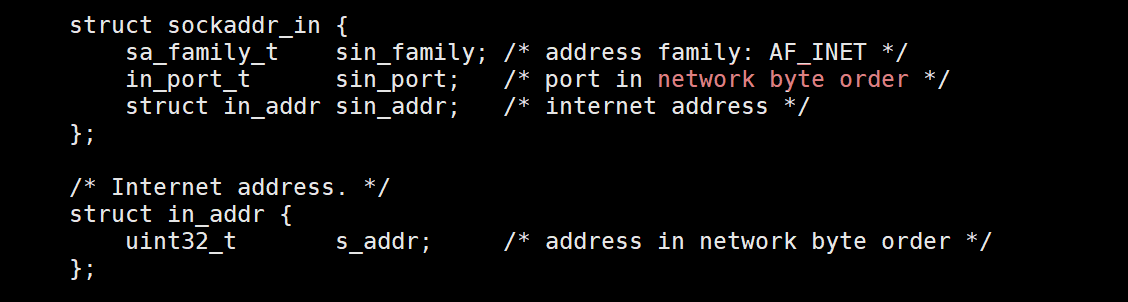 struct sockaddr_in {
    sa_family_t    sin_family; /* address family: AF_INET */
    in_port_t      sin_port;   /* port in network byte order */
    struct in_addr sin_addr;   /* internet address */
};

/* Internet address. */
struct in_addr {
    uint32_t       s_addr;     /* address in network byte order */
};